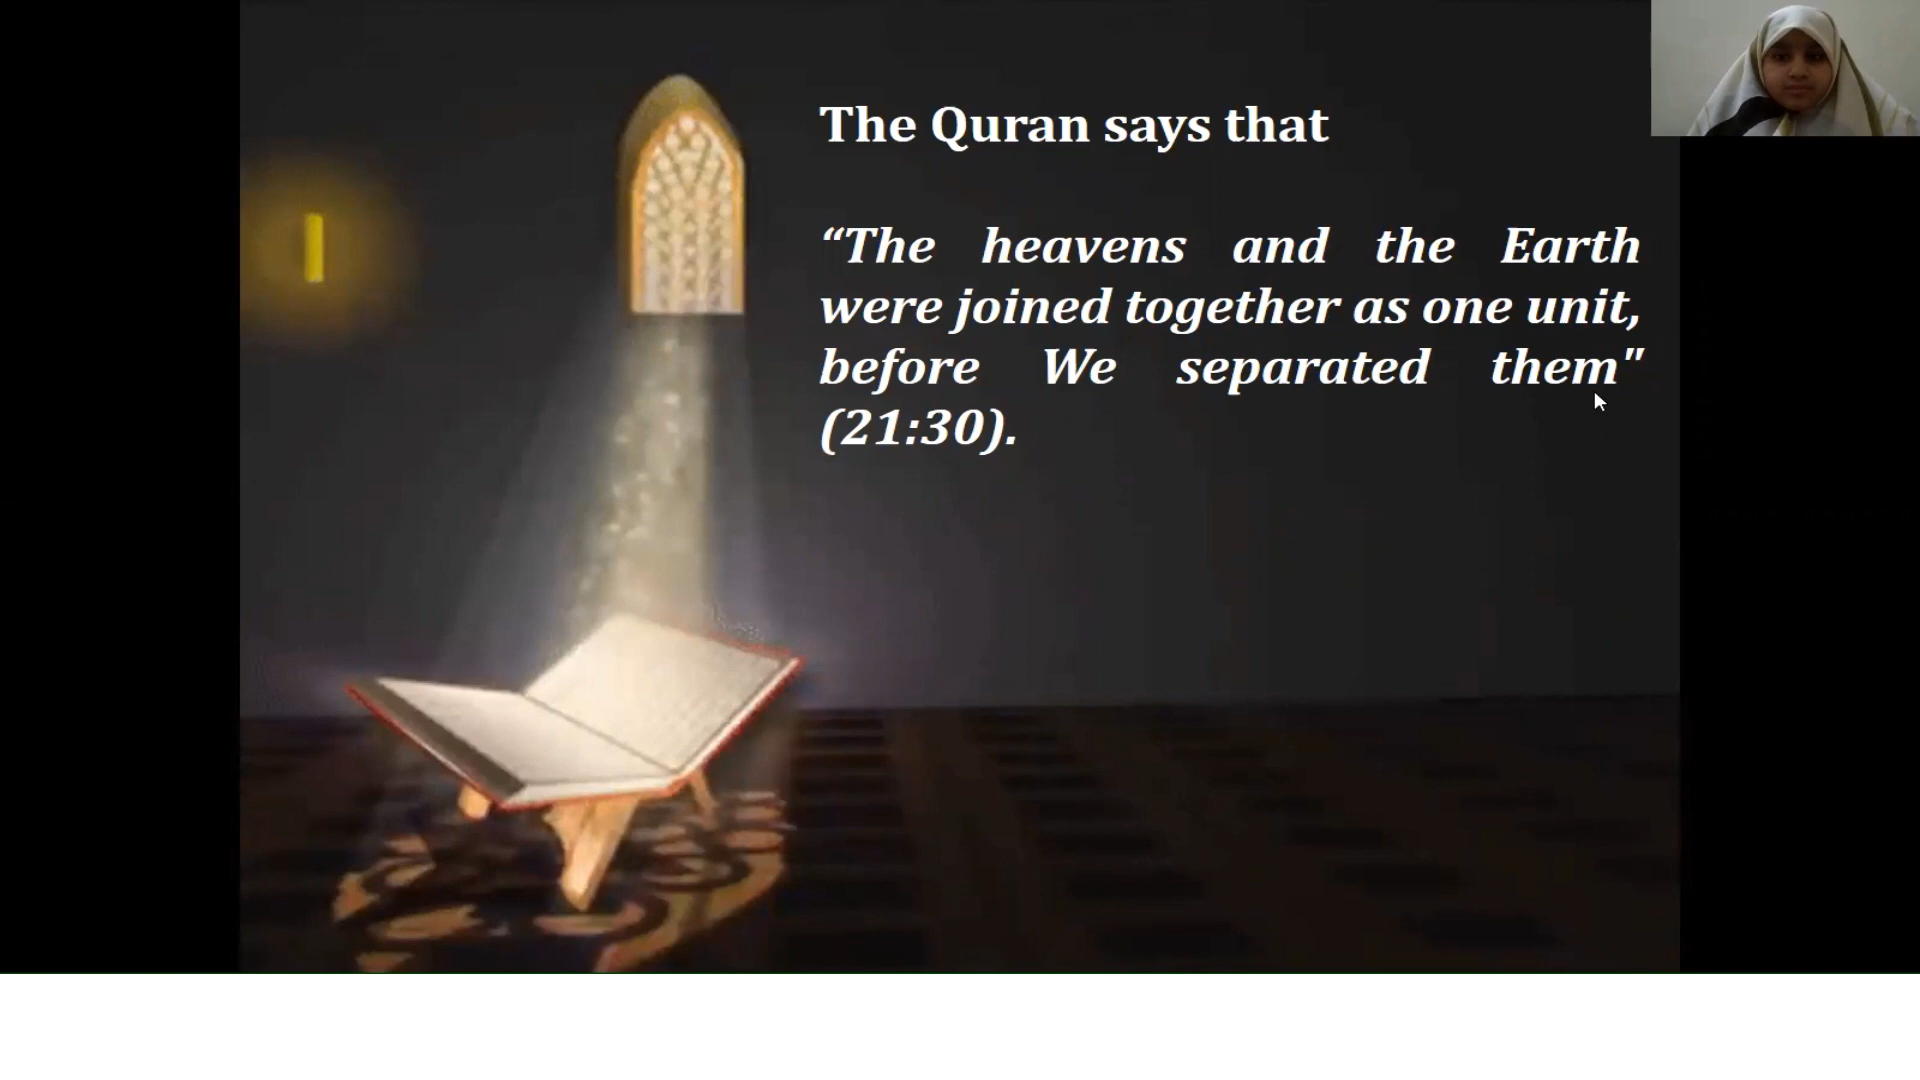 The Quran says that
“The heavens and the Earth
were joined together as one unit,
before We separated them"
(21:30).